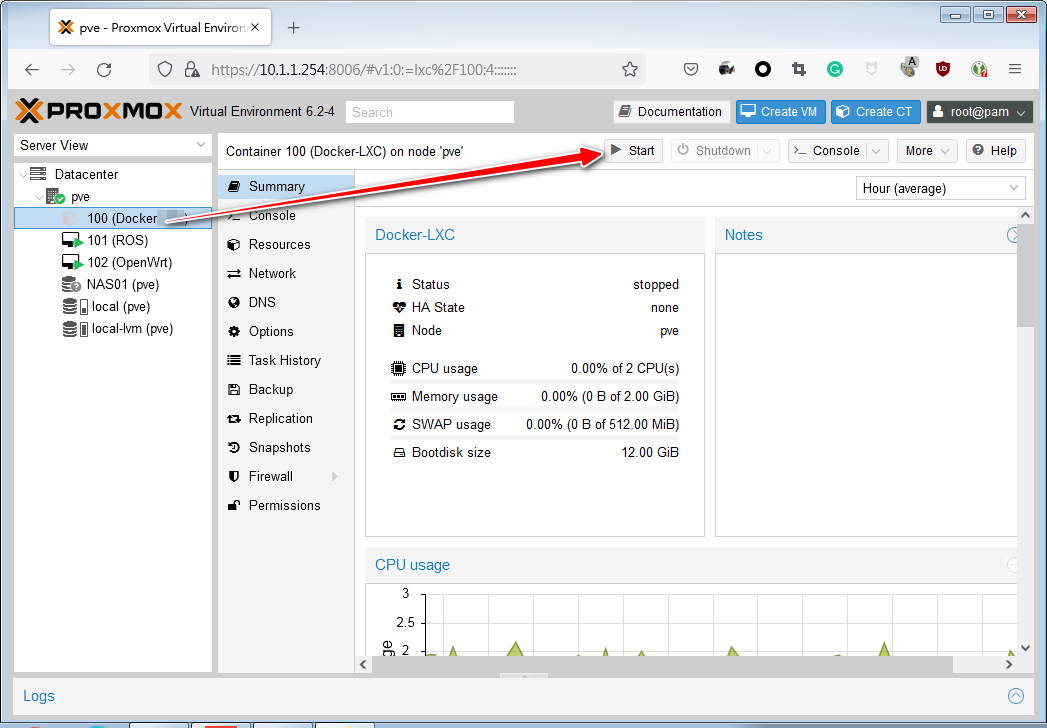 pve - Proxmox Virtual Environ
https://10.1.1.254:8006/#v1:0:=lxc%2F100:4:::::::
PROXMOX Virtual Environment 6.2-4 Search Documentation Create VM Create CT root@pam
Server View
Container 100 (Docker-LXC) on node 'pve' Start Shutdown Console More Help
Datacenter
pve
100 (Docker
101 (ROS)
102 (OpenWrt)
NAS01 (pve)
local (pve)
local-lvm (pve)
Summary
Console
Resources
Network
DNS
Options
Task History
Backup
Replication
Snapshots
Firewall
Permissions
Hour (average)
Docker-LXC
Status stopped
HA State none
Node pve
CPU usage 0.00% of 2 CPU(s)
Memory usage 0.00% (0 B of 2.00 GiB)
SWAP usage 0.00% (0 B of 512.00 MiB)
Bootdisk size 12.00 GiB
Notes
CPU usage
3
2.5
2
Logs